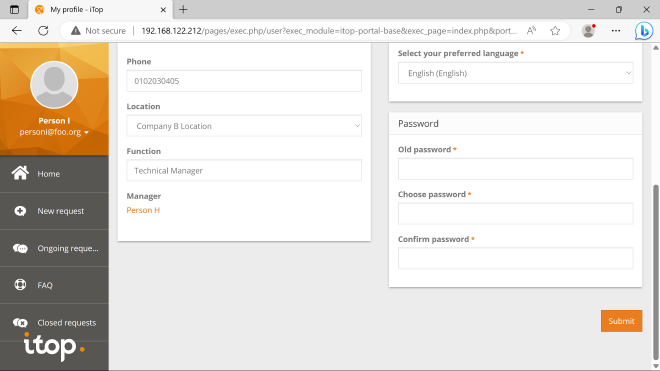 My profile - iTop
Not secure
192.168.122.212/pages/exec.php/user?exec_module=itop-portal-base&exec_page=index.php&port...
Person I
personi@foo.org
Home
New request
Ongoing reque...
FAQ
Closed requests
itop
Phone
0102030405
Location
Company B Location
Function
Technical Manager
Manager
Person H
Select your preferred language *
English (English)
Password
Old password *
Choose password *
Confirm password *
Submit